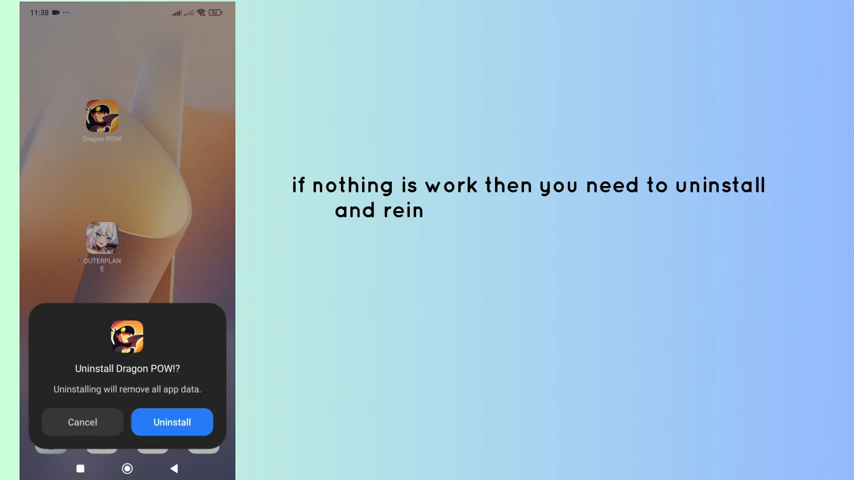 11:38
52
Dragon POW!
OUTERPLAN
E
Uninstall Dragon POW!?
Uninstalling will remove all app data.
Cancel
Uninstall
if nothing is work then you need to uninstall
and rein